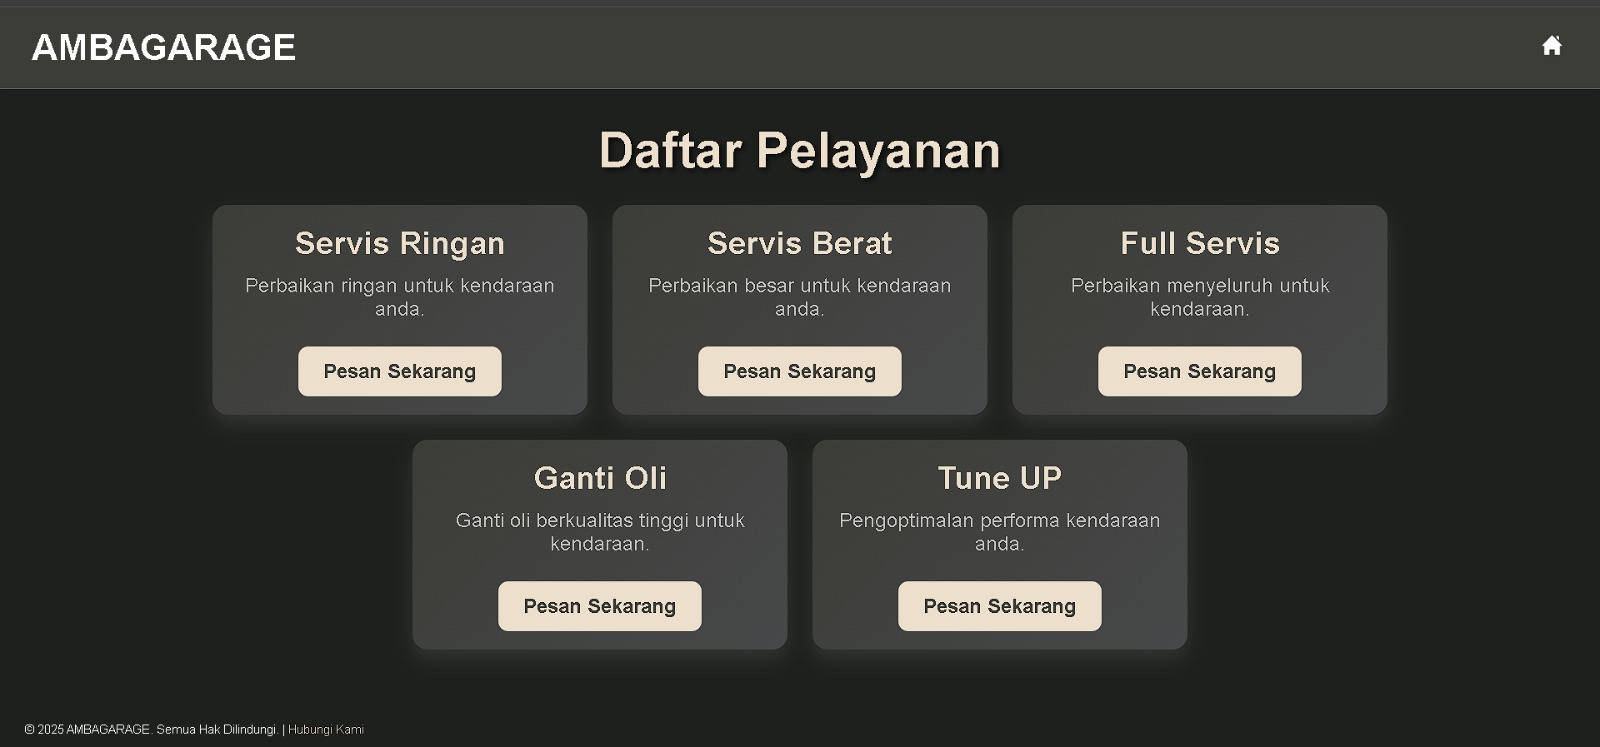 AMBAGARAGE
Daftar Pelayanan
Servis Ringan
Perbaikan ringan untuk kendaraan
anda.
Pesan Sekarang
Servis Berat
Perbaikan besar untuk kendaraan
anda.
Pesan Sekarang
Full Servis
Perbaikan menyeluruh untuk
kendaraan.
Pesan Sekarang
Ganti Oli
Ganti oli berkualitas tinggi untuk
kendaraan.
Pesan Sekarang
Tune UP
Pengoptimalan performa kendaraan
anda.
Pesan Sekarang
© 2025 AMBAGARAGE. Semua Hak Dilindungi. | Hubungi Kami